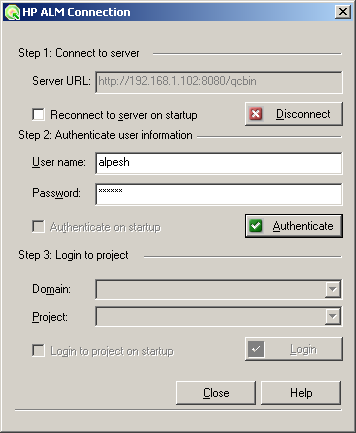 HP ALM Connection
Step 1: Connect to server
Server URL: http://192.168.1.102:8080/qcbin
Reconnect to server on startup Disconnect
Step 2: Authenticate user information
User name: alpesh
Password: ××××××
Authenticate on startup Authenticate
Step 3: Login to project
Domain:
Project:
Login to project on startup Login
Close Help